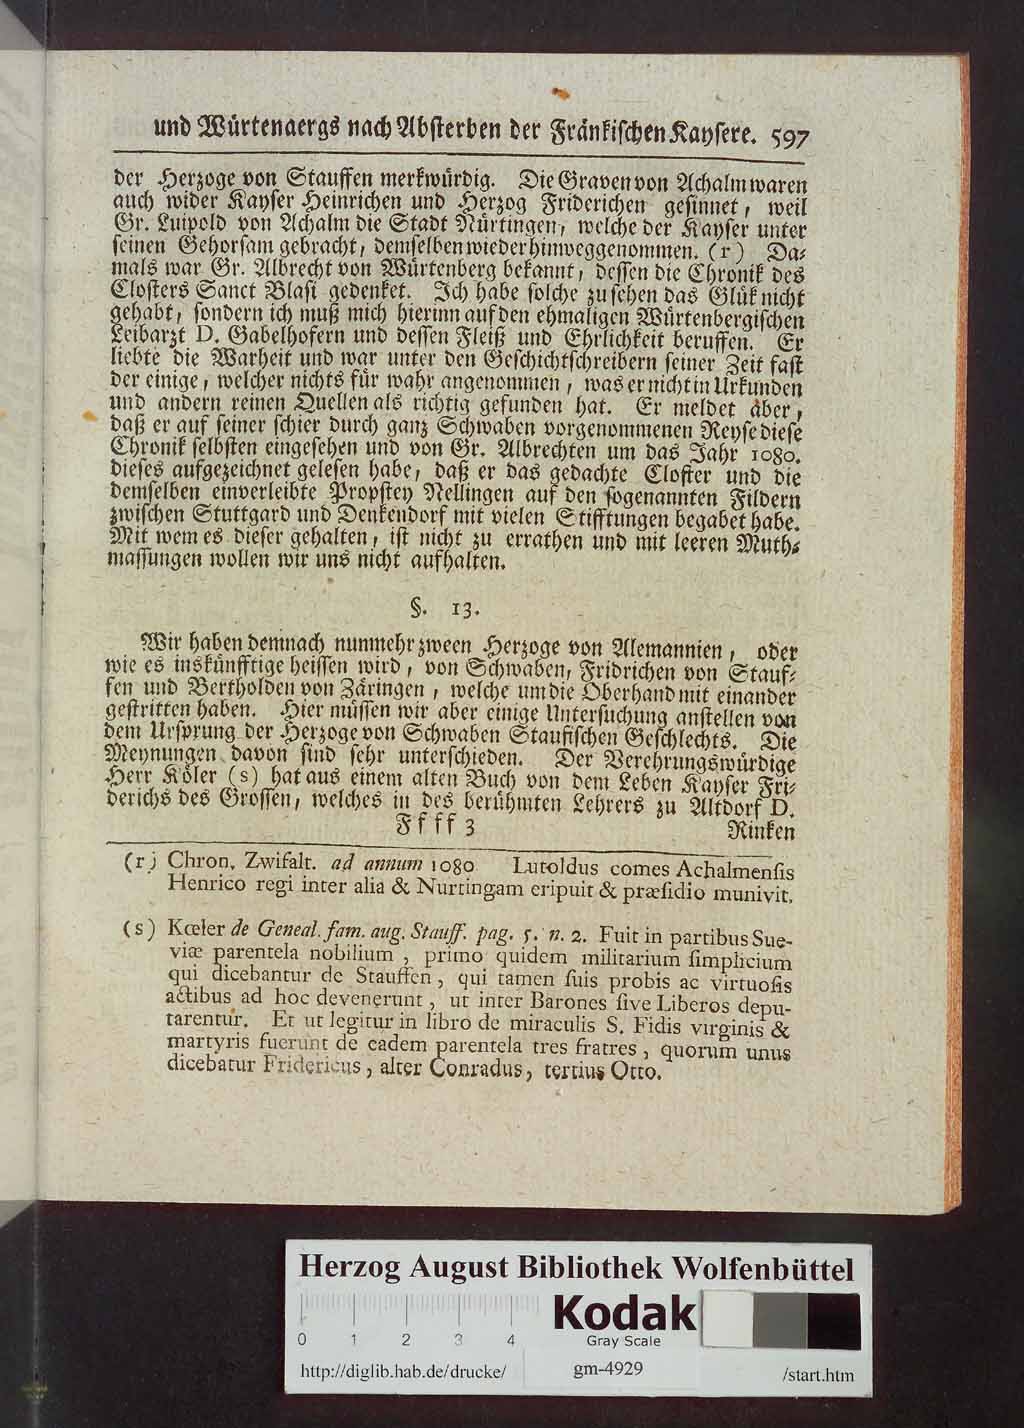 und Würtenaergs nach Absterben der Fränkischen Kaysere. 597
der Herzoge von Stauffen merkwürdig. Die Graven von Achalm waren
auch wider Kayser Heinrichen und Herzog Friderichen gesinnet, weil
Gr. Luipold von Achalm die Stadt Nürtingen, welche der Kayser unter
seinen Gehorsam gebracht, demselben wieder hinweggenommen. (r) Da-
mals war Gr. Albrecht von Würtenberg bekannt, dessen die Chronik des
Closters Sanct Blasi gedenket. Ich habe solche zu sehen das Glük nicht
gehabt, sondern ich muß mich hierinn auf den ehmaligen Würtenbergischen
Leibarzt D. Gabelhofern und dessen Fleiß und Ehrlichkeit beruffen. Er
liebte die Warheit und war unter den Geschichtschreibern seiner Zeit fast
der einige, welcher nichts für wahr angenommen, was er nicht in Urkunden
und andern reinen Quellen als richtig gefunden hat. Er meldet aber,
daß er auf seiner schier durch ganz Schwaben vorgenommenen Reyse diese
Chronik selbsten eingesehen und von Gr. Albrechten um das Jahr 1080.
dieses aufgezeichnet gelesen habe, daß er das gedachte Closter und die
demselben einverleibte Propstey Nellingen auf den sogenannten Fildern
zwischen Stuttgard und Denkendorf mit vielen Stifftungen begabet habe.
Mit wem es dieser gehalten, ist nicht zu errathen und mit leeren Muth-
massungen wollen wir uns nicht aufhalten.
§. 13.
Wir haben demnach nunmehr zween Herzoge von Alemannien, oder
wie es inskünfftige heissen wird, von Schwaben, Fridrichen von Stauf-
fen und Bertholden von Zäringen, welche um die Oberhand mit einander
gestritten haben. Hier müssen wir aber einige Untersuchung anstellen von
dem Ursprung der Herzoge von Schwaben Staufischen Geschlechts. Die
Meynungen davon sind sehr unterschieden. Der Verehrungswürdige
Herr Köler (s) hat aus einem alten Buch von dem Leben Kayser Fri-
derichs des Grossen, welches in des berühmten Lehrers zu Altdorf D.
Ffff 3 Rinken
(r) Chron. Zwifalt. ad annum 1080 Lutoldus comes Achalmensis
Henrico regi inter alia & Nurtingam eripuit & præsidio munivit.
(s) Kœler de Geneal. fam. aug. Stauff. pag. 5. n. 2. Fuit in partibus Sue-
viæ parentela nobilium, primo quidem militarium simplicium
qui dicebantur de Stauffen, qui tamen suis probis ac virtuosis
actibus ad hoc devenerunt, ut inter Barones sive Liberos depu-
tarentur. Et ut legitur in libro de miraculis S. Fidis virginis &
martyris fuerunt de eadem parentela tres fratres, quorum unus
dicebatur Fridericus, alter Conradus, tertius Otto.
Herzog August Bibliothek Wolfenbüttel
0 1 2 3 4
Kodak
Gray Scale
http://diglib.hab.de/drucke/ gm-4929 /start.htm